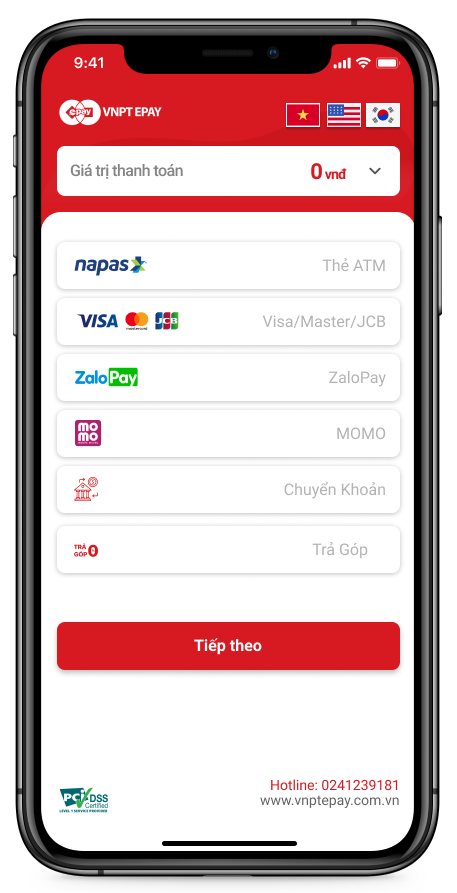 9:41
epay VNPT EPAY
Giá trị thanh toán 0 vnđ
napas Thẻ ATM
VISA mastercard JCB Visa/Master/JCB
ZaloPay ZaloPay
mo
mo MOMO
Chuyển Khoản
TRẢ
GÓP 0 Trả Góp
Tiếp theo
PCI DSS
Certified
LEVEL 1 SERVICE PROVIDER
Hotline: 0241239181
www.vnptepay.com.vn